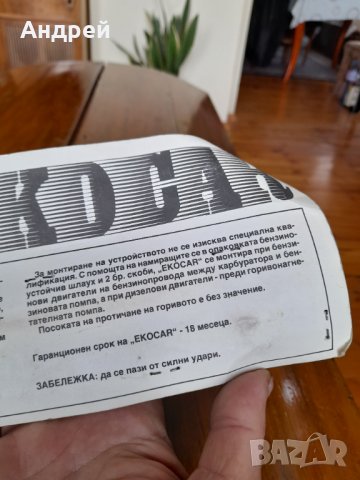 Андрей
KOCAR
За монтиране на устройството не се изисква специална ква-
лификация. С помощта на намиращите се в опаковката бензино-
устойчив шлаух и 2 бр. скоби, „EKOCAR" се монтира при бензи-
нови двигатели на бензинопровода между карбуратора и бен-
зиновата помпа, а при дизелови двигатели - преди горивонагне-
тателната помпа.
Посоката на протичане на горивото е без значение.
Гаранционен срок на „EKOCAR" - 18 месеца.
ЗАБЕЛЕЖКА: да се пази от силни удари.
BAZAR